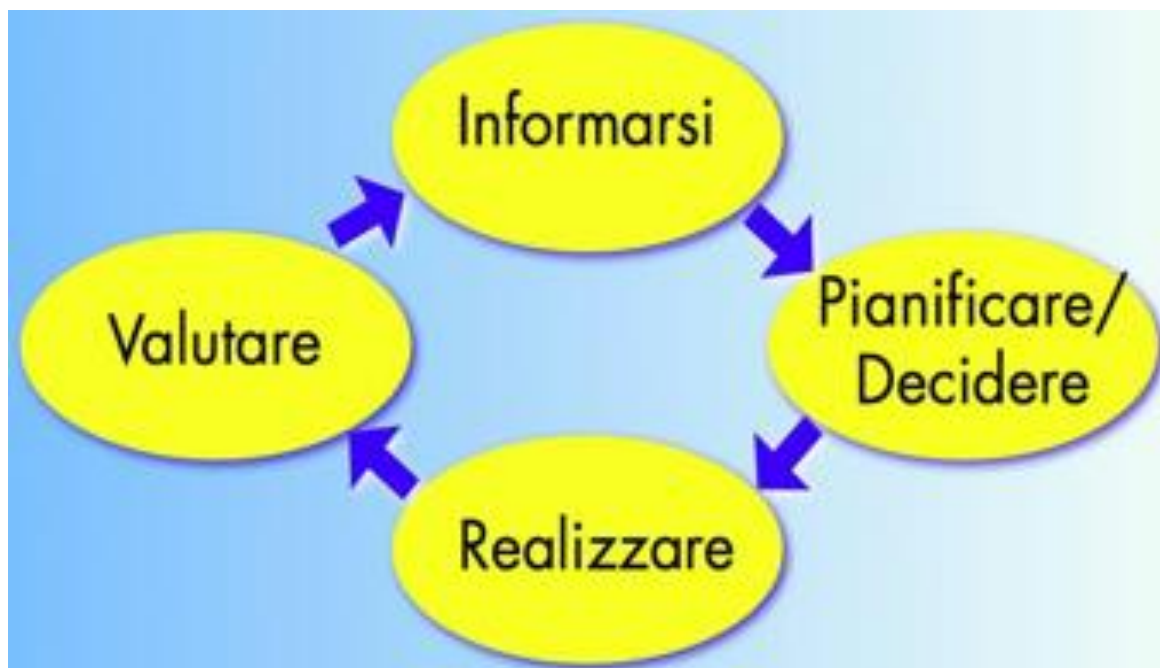 Informarsi
Pianificare/
Decidere
Realizzare
Valutare